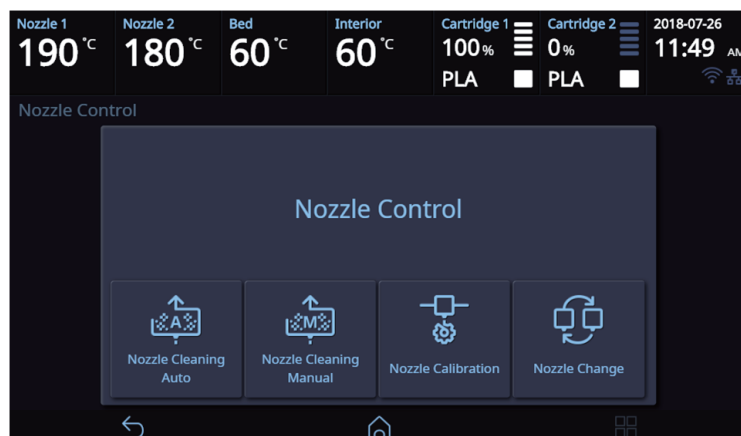 Nozzle 1
190 °C
Nozzle 2
180 °C
Bed
60 °C
Interior
60 °C
Cartridge 1
100 %
PLA
Cartridge 2
0 %
PLA
2018-07-26
11:49 AM
Nozzle Control
Nozzle Control
A
Nozzle Cleaning
Auto
M
Nozzle Cleaning
Manual
Nozzle Calibration
Nozzle Change